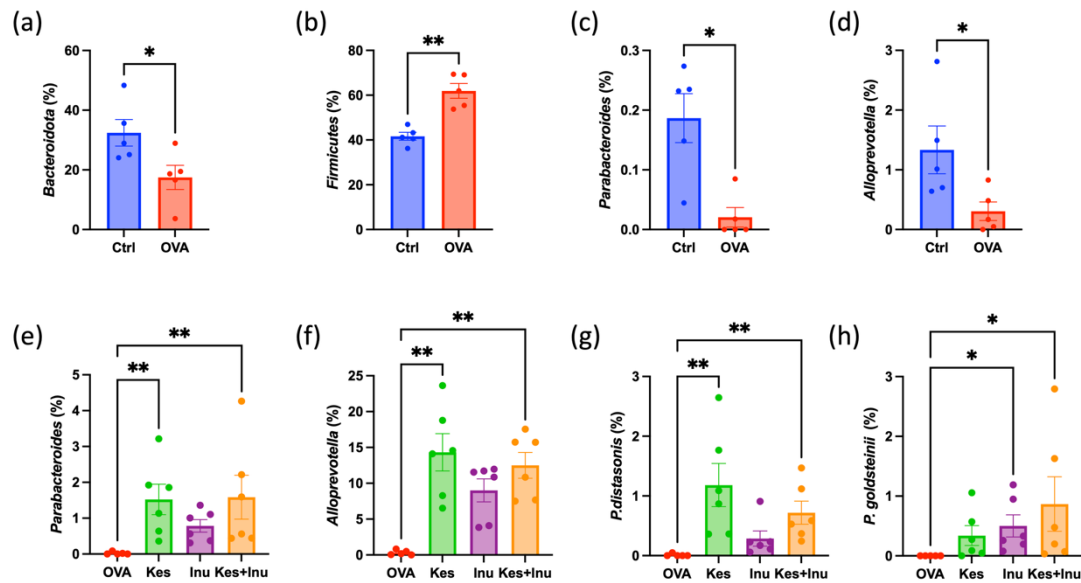 (a)
Bacteroidota (%)
60
40
20
0
*
Ctrl
OVA
(b)
Firmicutes (%)
80
60
40
20
0
**
Ctrl
OVA
(c)
Parabacteroides (%)
0.3
0.2
0.1
0.0
*
Ctrl
OVA
(d)
Alloprevotella (%)
3
2
1
0
*
Ctrl
OVA
(e)
Parabacteroides (%)
5
4
3
2
1
0
**
**
OVA
Kes
Inu
Kes+Inu
(f)
Alloprevotella (%)
25
20
15
10
5
0
**
**
OVA
Kes
Inu
Kes+Inu
(g)
P.distasonis (%)
3
2
1
0
**
**
OVA
Kes
Inu
Kes+Inu
(h)
P. goldsteinii (%)
3
2
1
0
*
*
OVA
Kes
Inu
Kes+Inu